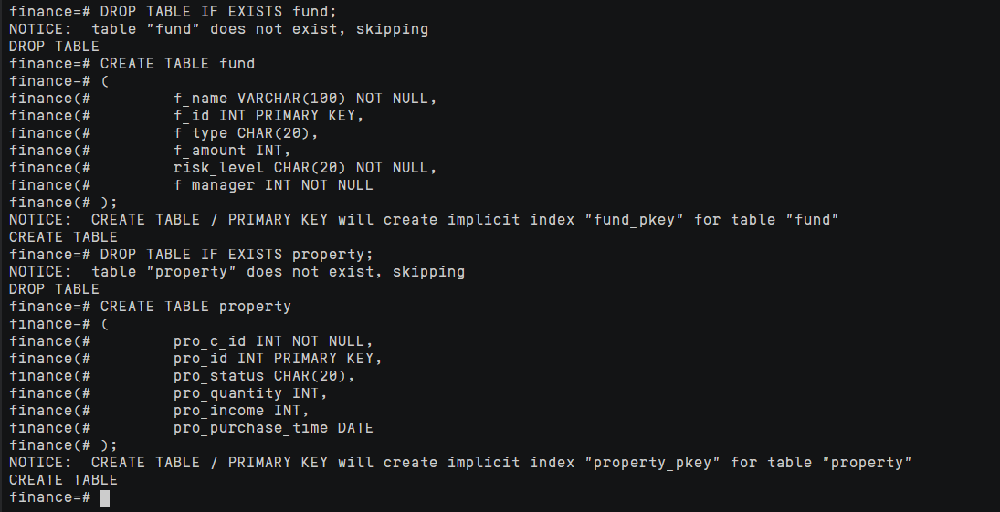 finance=# DROP TABLE IF EXISTS fund;
NOTICE:  table "fund" does not exist, skipping
DROP TABLE
finance=# CREATE TABLE fund
finance-# (
finance(#         f_name VARCHAR(100) NOT NULL,
finance(#         f_id INT PRIMARY KEY,
finance(#         f_type CHAR(20),
finance(#         f_amount INT,
finance(#         risk_level CHAR(20) NOT NULL,
finance(#         f_manager INT NOT NULL
finance(# );
NOTICE:  CREATE TABLE / PRIMARY KEY will create implicit index "fund_pkey" for table "fund"
CREATE TABLE
finance=# DROP TABLE IF EXISTS property;
NOTICE:  table "property" does not exist, skipping
DROP TABLE
finance=# CREATE TABLE property
finance-# (
finance(#         pro_c_id INT NOT NULL,
finance(#         pro_id INT PRIMARY KEY,
finance(#         pro_status CHAR(20),
finance(#         pro_quantity INT,
finance(#         pro_income INT,
finance(#         pro_purchase_time DATE
finance(# );
NOTICE:  CREATE TABLE / PRIMARY KEY will create implicit index "property_pkey" for table "property"
CREATE TABLE
finance=#